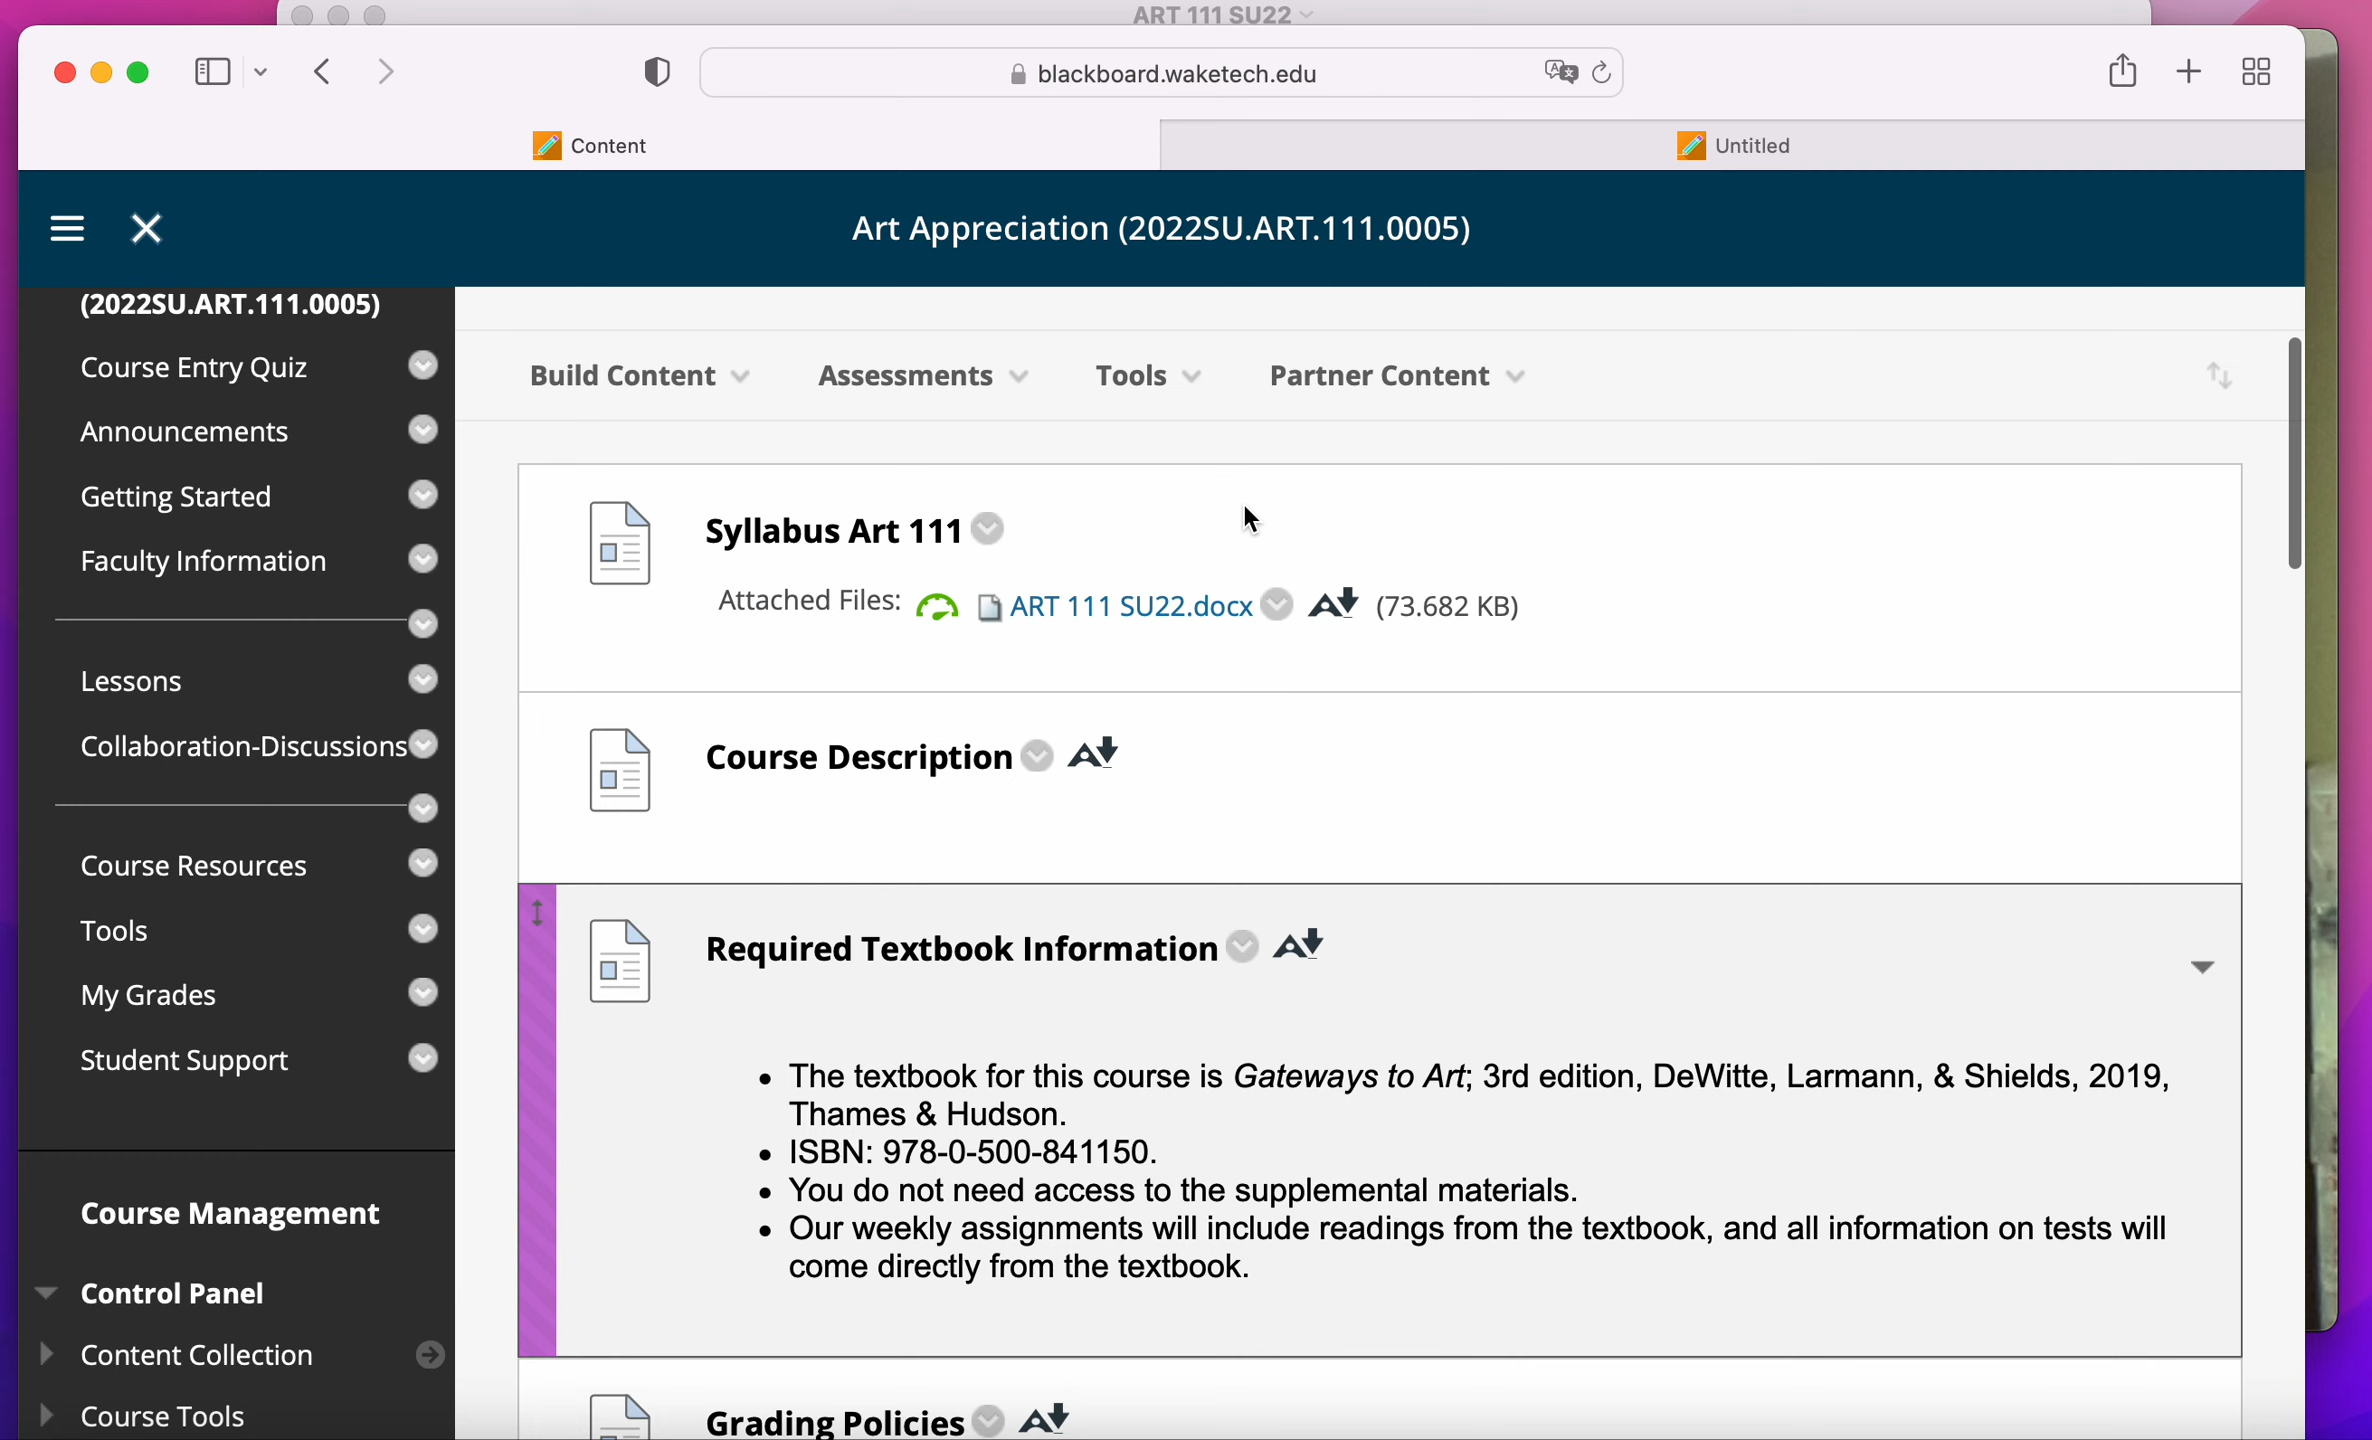 ART 111 SU22
blackboard.waketech.edu
Content
Untitled
Art Appreciation (2022SU.ART.111.0005)
(2022SU.ART.111.0005)
Course Entry Quiz
Announcements
Getting Started
Faculty Information
Lessons
Collaboration-Discussions
Course Resources
Tools
My Grades
Student Support
Course Management
Control Panel
Content Collection
Course Tools
Build Content
Assessments
Tools
Partner Content
Syllabus Art 111
Attached Files: ART 111 SU22.docx (73.682 KB)
Course Description
Required Textbook Information
• The textbook for this course is Gateways to Art; 3rd edition, DeWitte, Larmann, & Shields, 2019,
Thames & Hudson.
• ISBN: 978-0-500-841150.
• You do not need access to the supplemental materials.
• Our weekly assignments will include readings from the textbook, and all information on tests will
come directly from the textbook.
Grading Policies